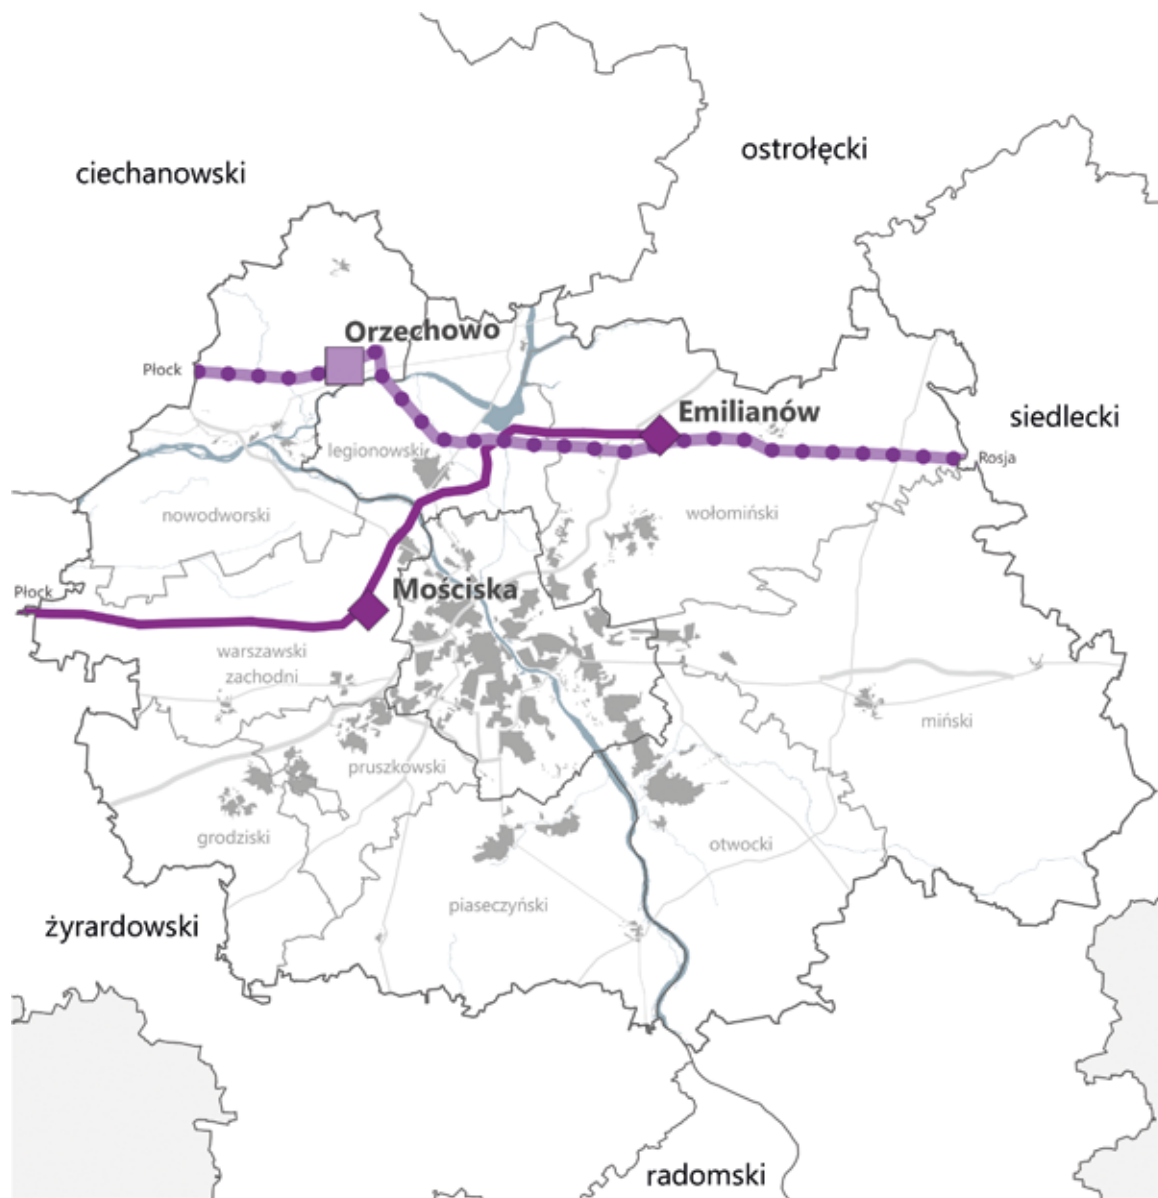 ostrołęcki
ciechanowski
Orzechowo
Płock
Emilianów
siedlecki
legionowski
Rosja
wołomiński
nowodworski
Płock
Mościska
warszawski
zachodni
miński
pruszkowski
grodziski
otwocki
piaseczyński
żyrardowski
radomski